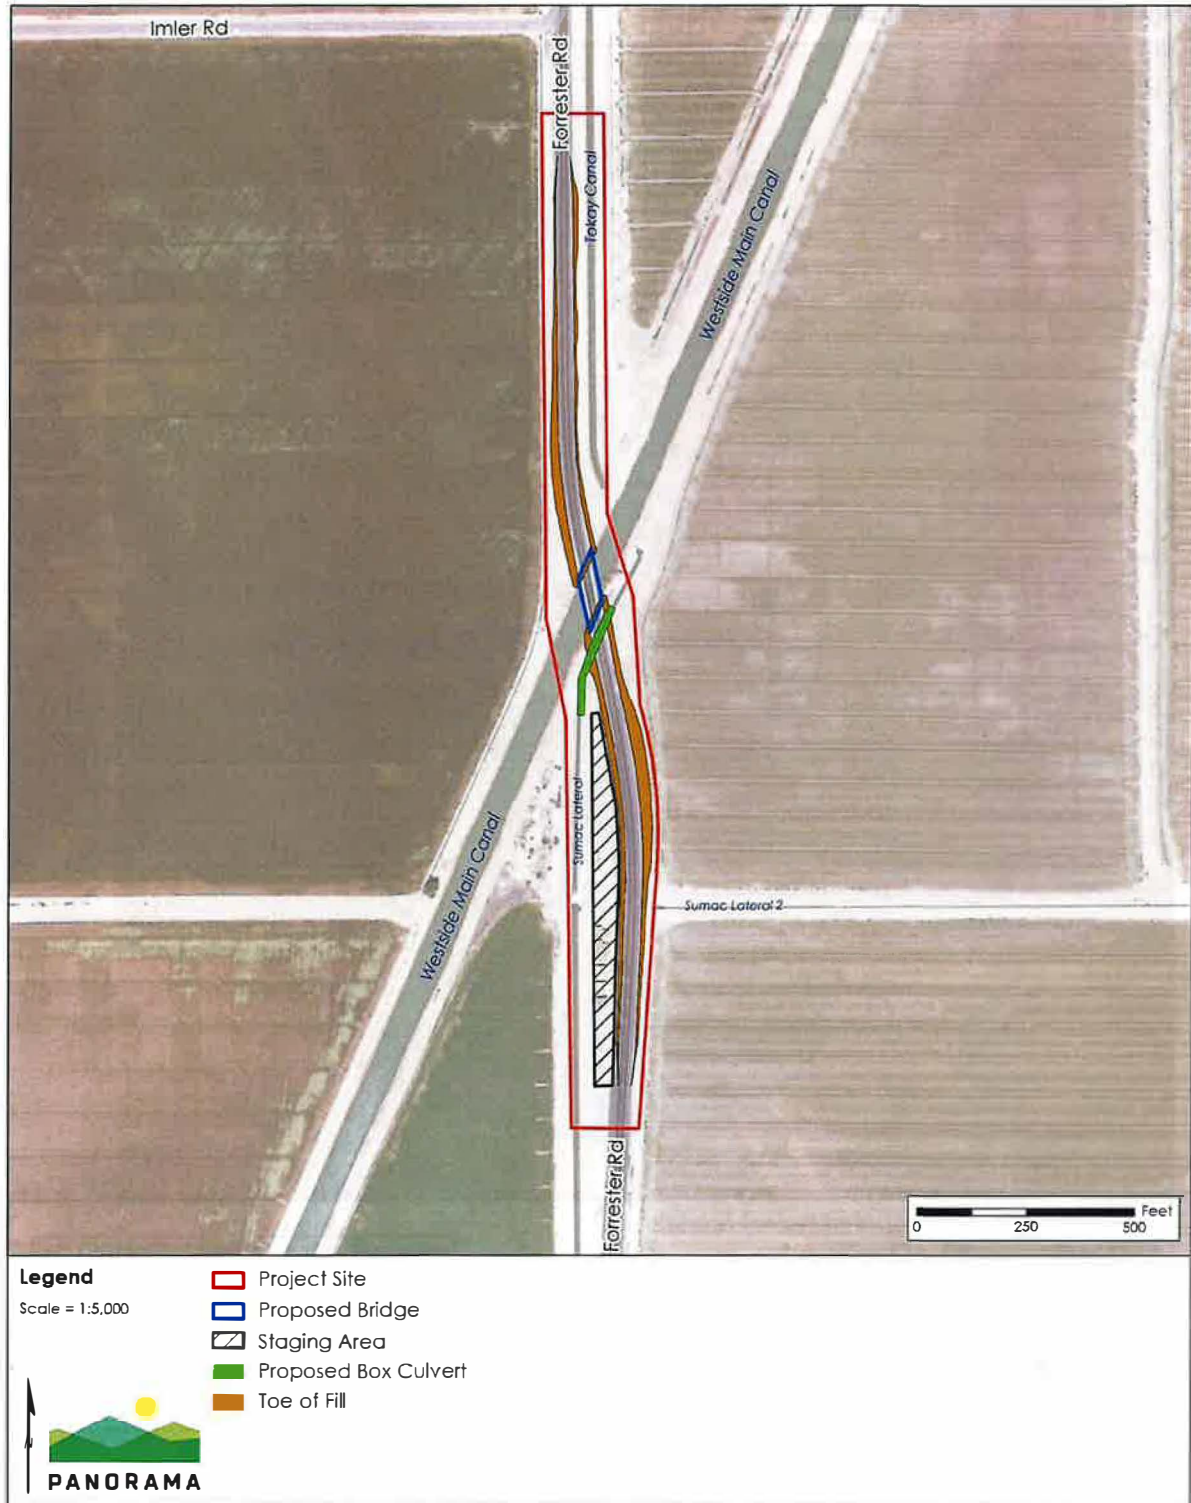 Imler Rd
Forrester Rd
Tokay Canal
Westside Main Canal
Sumac Lateral
Westside Main Canal
Sumac Lateral 2
Forrester Rd
Feet
0 250 500
Legend
Scale = 1:5,000
Project Site
Proposed Bridge
Staging Area
Proposed Box Culvert
Toe of Fill
PANORAMA